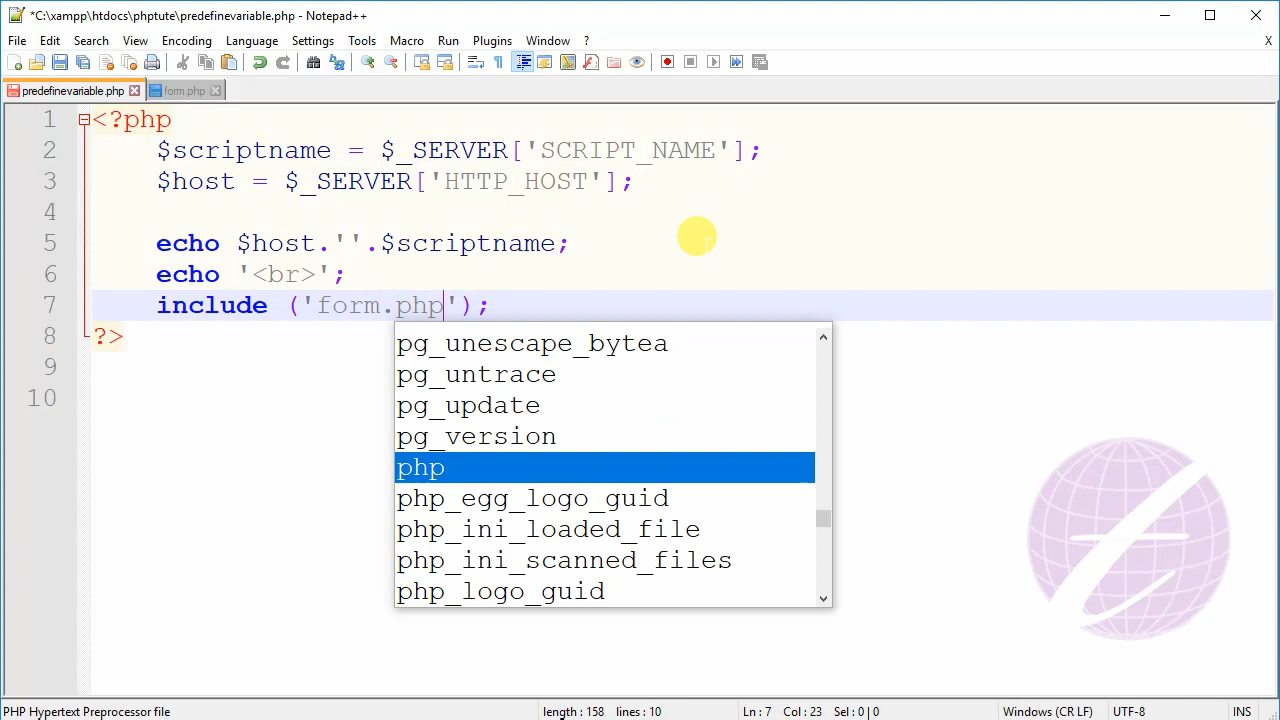 *C:\xampp\htdocs\phptute\predefinevariable.php - Notepad++
File Edit Search View Encoding Language Settings Tools Macro Run Plugins Window ? X
predefinevariable.php form.php
1 <?php
2 $scriptname = $_SERVER['SCRIPT_NAME'];
3 $host = $_SERVER['HTTP_HOST'];
4
5 echo $host.''.$scriptname;
6 echo '<br>';
7 include ('form.php');
8 ?>
9
10
pg_unescape_bytea
pg_untrace
pg_update
pg_version
php
php_egg_logo_guid
php_ini_loaded_file
php_ini_scanned_files
php_logo_guid
PHP Hypertext Preprocessor file length : 158 lines : 10 Ln : 7 Col : 23 Sel : 0 | 0 Windows (CR LF) UTF-8 INS